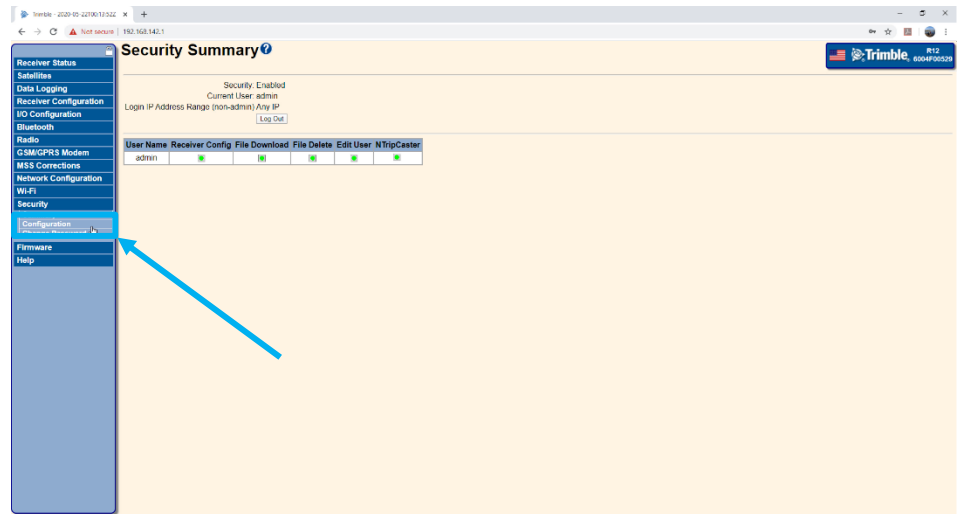 Trimble - 2020-05-22T00:13:52Z
Not secure | 192.168.142.1
Security Summary
Trimble
R12
6004F00529
Receiver Status
Satellites
Data Logging
Receiver Configuration
I/O Configuration
Bluetooth
Radio
GSM/GPRS Modem
MSS Corrections
Network Configuration
Wi-Fi
Security
Configuration
Firmware
Help
Security: Enabled
Current User: admin
Login IP Address Range (non-admin) Any IP
Log Out
User Name Receiver Config File Download File Delete Edit User NTripCaster
admin